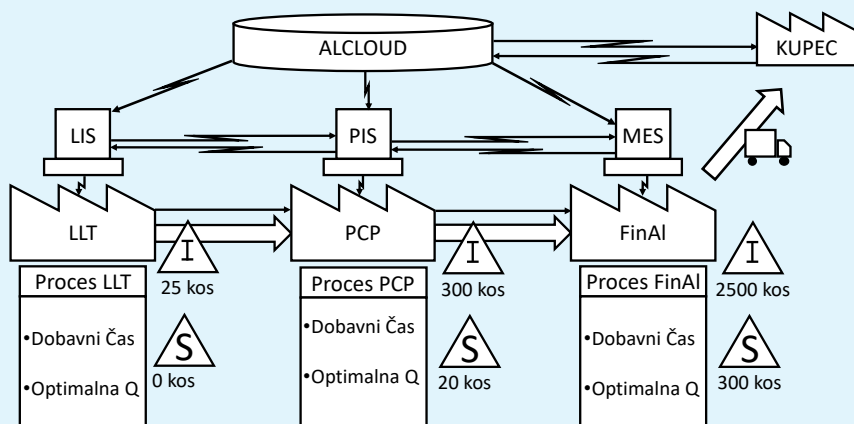 ALCLOUD
KUPEC
LIS
PIS
MES
LLT
PCP
FinAl
I
25 kos
I
300 kos
I
2500 kos
Proces LLT
•Dobavni Čas
•Optimalna Q
S
0 kos
Proces PCP
•Dobavni Čas
•Optimalna Q
S
20 kos
Proces FinAl
•Dobavni Čas
•Optimalna Q
S
300 kos